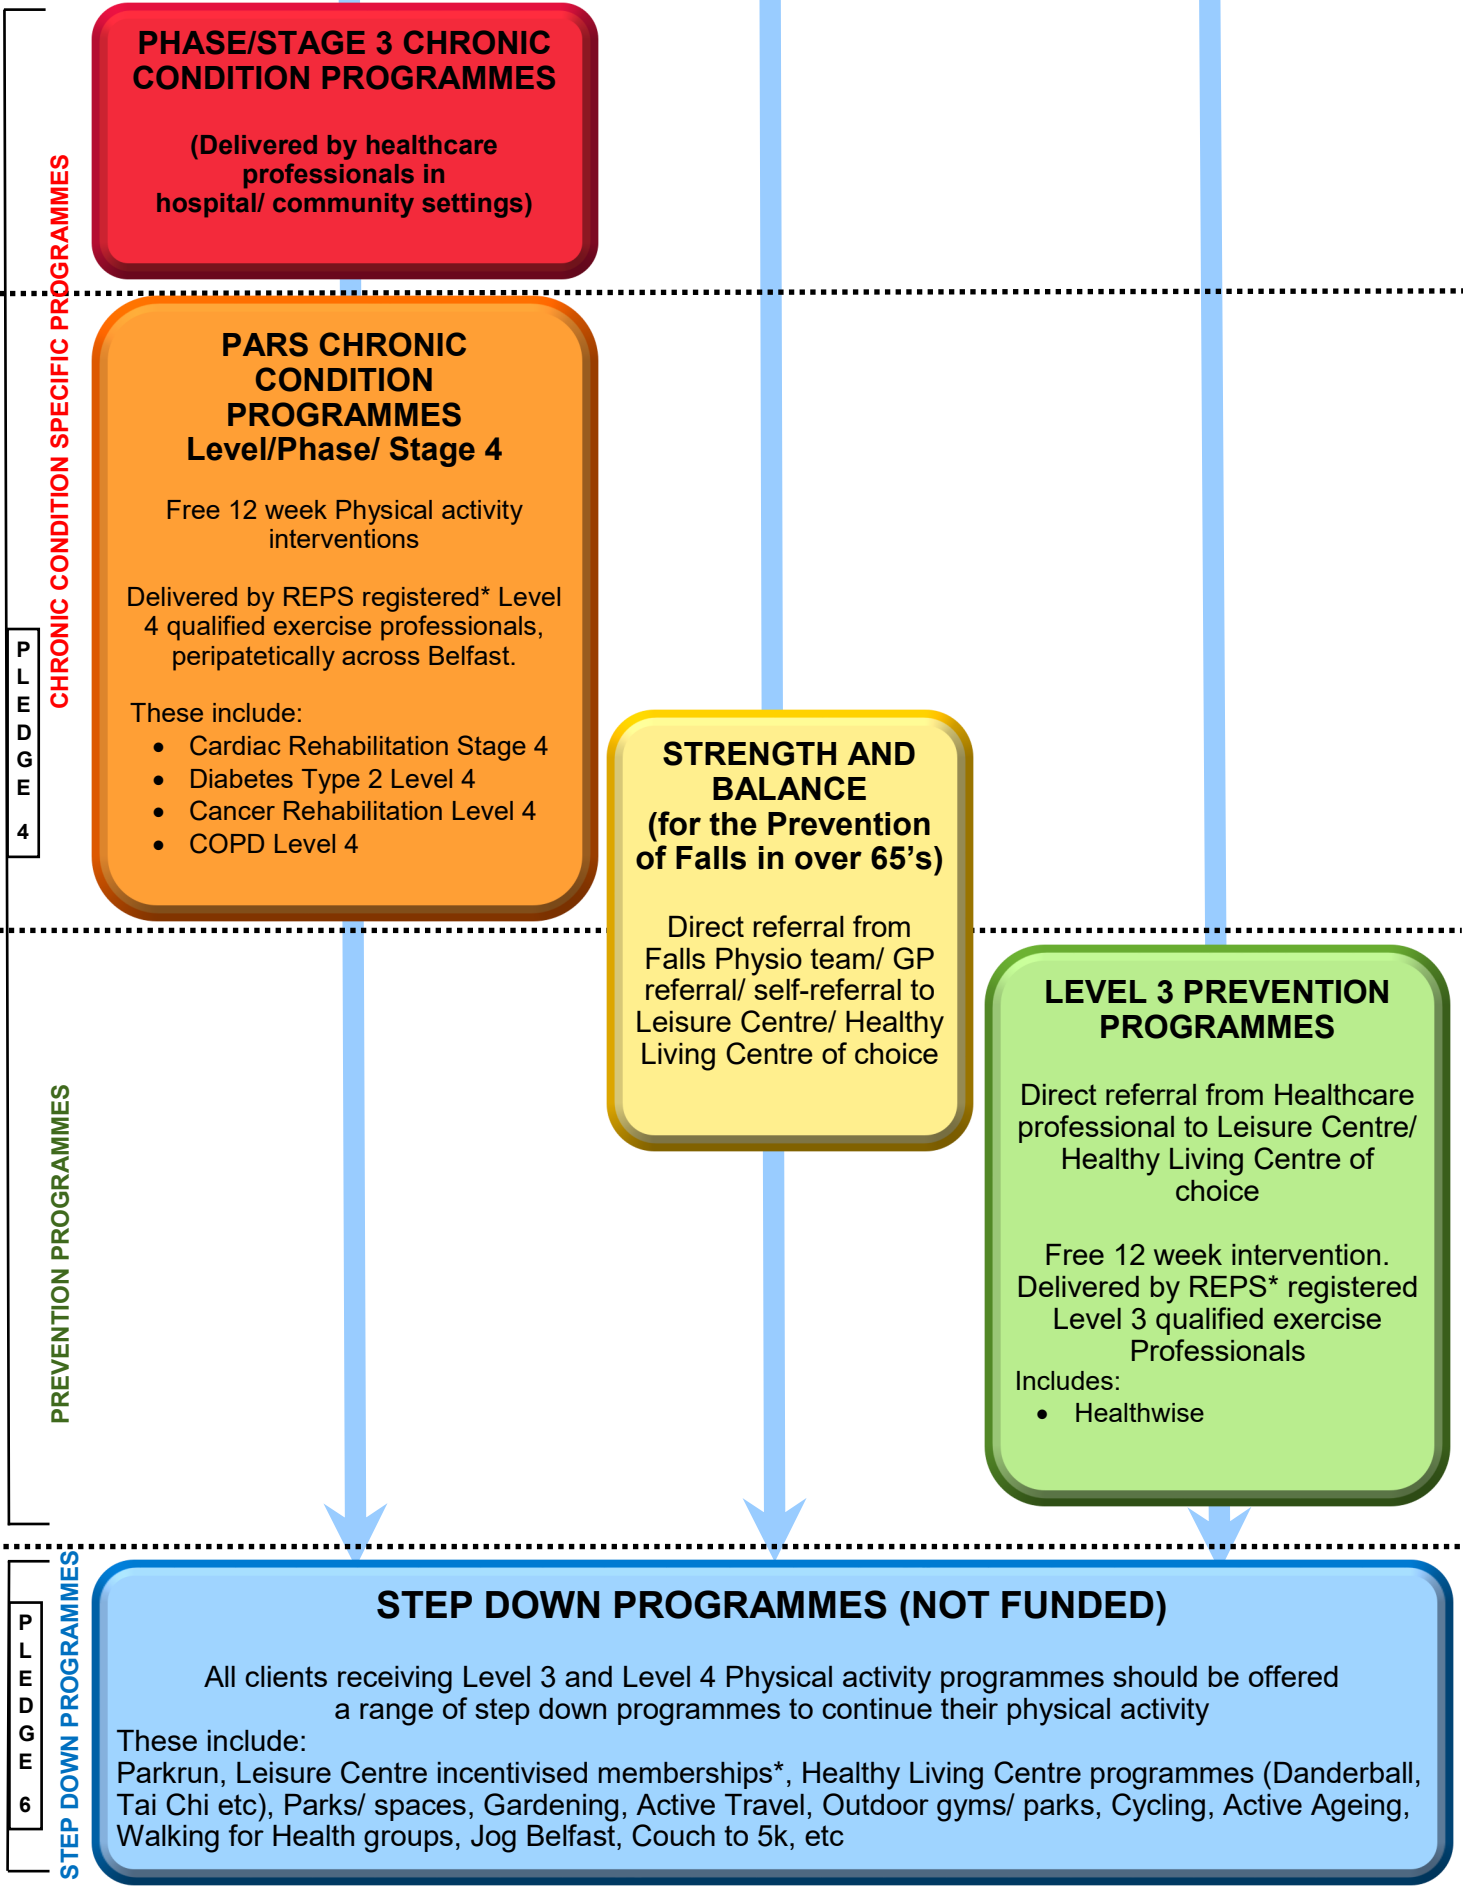 PHASE/STAGE 3 CHRONIC
CONDITION PROGRAMMES
(Delivered by healthcare
professionals in
hospital/ community settings)
CHRONIC CONDITION SPECIFIC PROGRAMMES
PLEDGE 4
PARS CHRONIC
CONDITION
PROGRAMMES
Level/Phase/ Stage 4
Free 12 week Physical activity
interventions
Delivered by REPS registered* Level
4 qualified exercise professionals,
peripatetically across Belfast.
These include:
• Cardiac Rehabilitation Stage 4
• Diabetes Type 2 Level 4
• Cancer Rehabilitation Level 4
• COPD Level 4
STRENGTH AND
BALANCE
(for the Prevention
of Falls in over 65’s)
Direct referral from
Falls Physio team/ GP
referral/ self-referral to
Leisure Centre/ Healthy
Living Centre of choice
PREVENTION PROGRAMMES
LEVEL 3 PREVENTION
PROGRAMMES
Direct referral from Healthcare
professional to Leisure Centre/
Healthy Living Centre of
choice
Free 12 week intervention.
Delivered by REPS* registered
Level 3 qualified exercise
Professionals
Includes:
• Healthwise
PLEDGE 6
STEP DOWN PROGRAMMES
STEP DOWN PROGRAMMES (NOT FUNDED)
All clients receiving Level 3 and Level 4 Physical activity programmes should be offered
a range of step down programmes to continue their physical activity
These include:
Parkrun, Leisure Centre incentivised memberships*, Healthy Living Centre programmes (Danderball,
Tai Chi etc), Parks/ spaces, Gardening, Active Travel, Outdoor gyms/ parks, Cycling, Active Ageing,
Walking for Health groups, Jog Belfast, Couch to 5k, etc